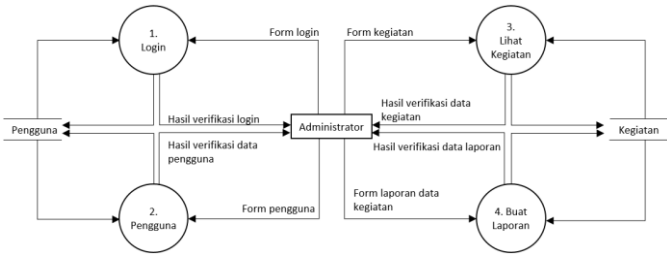 1.
Login
Form login
Form kegiatan
3.
Lihat
Kegiatan
Hasil verifikasi login
Hasil verifikasi data
kegiatan
Pengguna
Administrator
Kegiatan
Hasil verifikasi data
pengguna
Hasil verifikasi data laporan
2.
Pengguna
Form pengguna
Form laporan data
kegiatan
4. Buat
Laporan